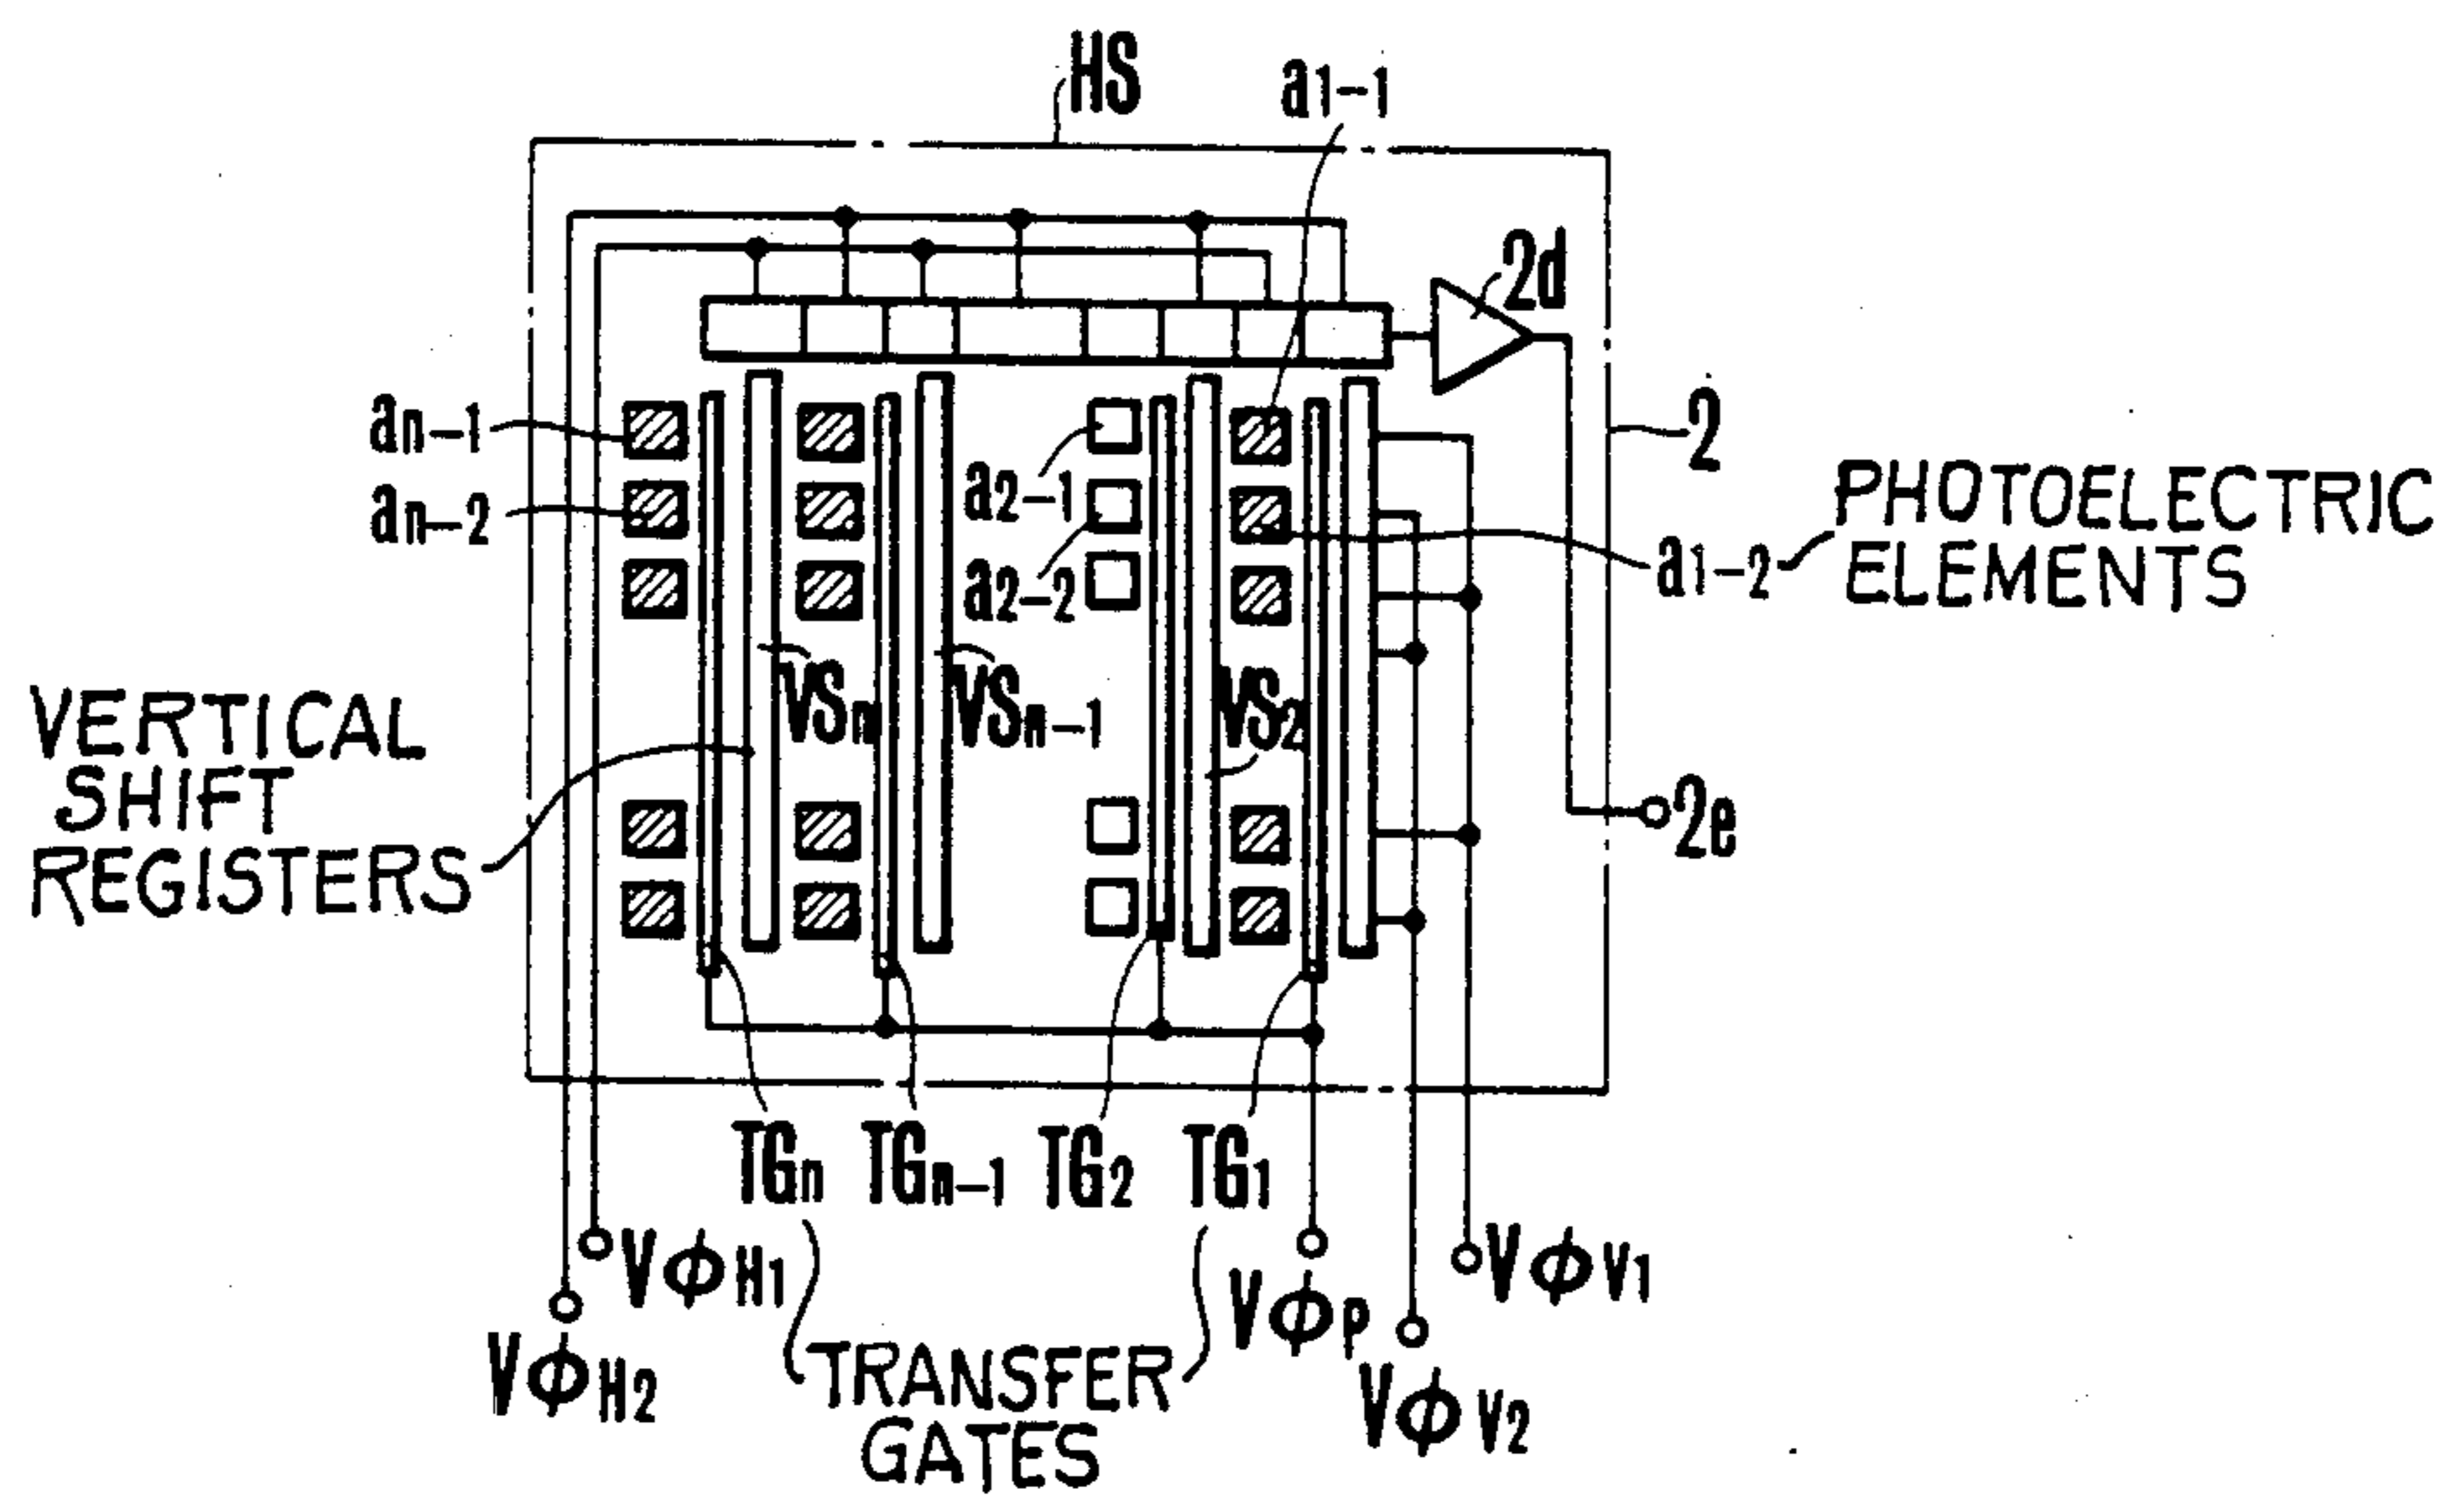 HS
a1-1
2d
an-1
2
an-2
a2-1
a2-2
a1-2
PHOTOELECTRIC
ELEMENTS
VSn
VSn-1
VS2
VERTICAL
SHIFT
REGISTERS
2e
TGn
TGn-1
TG2
TG1
VφH1
VφH2
VφP
VφV1
VφV2
TRANSFER
GATES